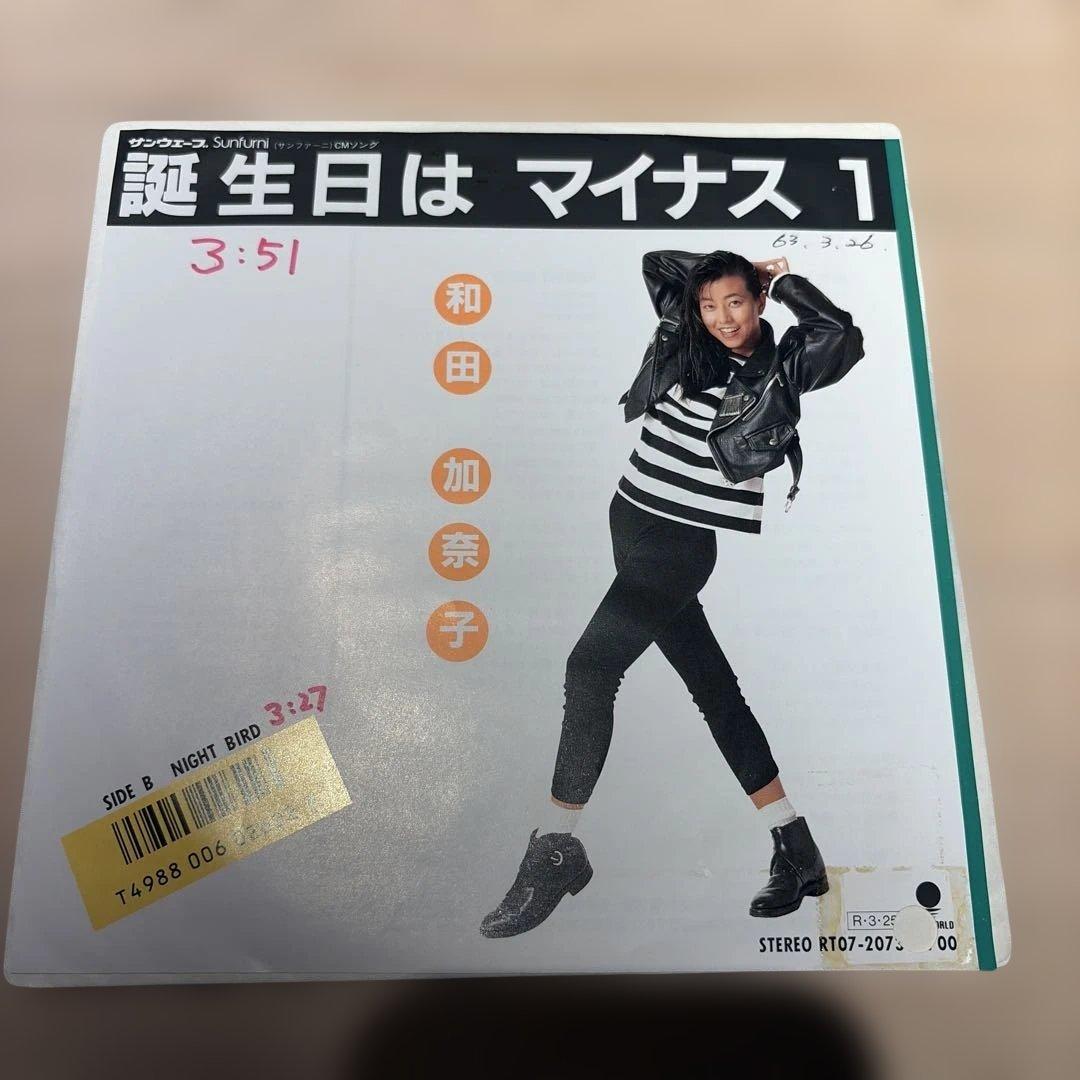 サンウェーブ Sunfurni (サンファーニ) CMソング
誕生日は マイナス 1
3:51
63.3.26.
和田 加奈子
3:27
SIDE B NIGHT BIRD
T4988 006
R・3・25
STEREO RT07-207
00